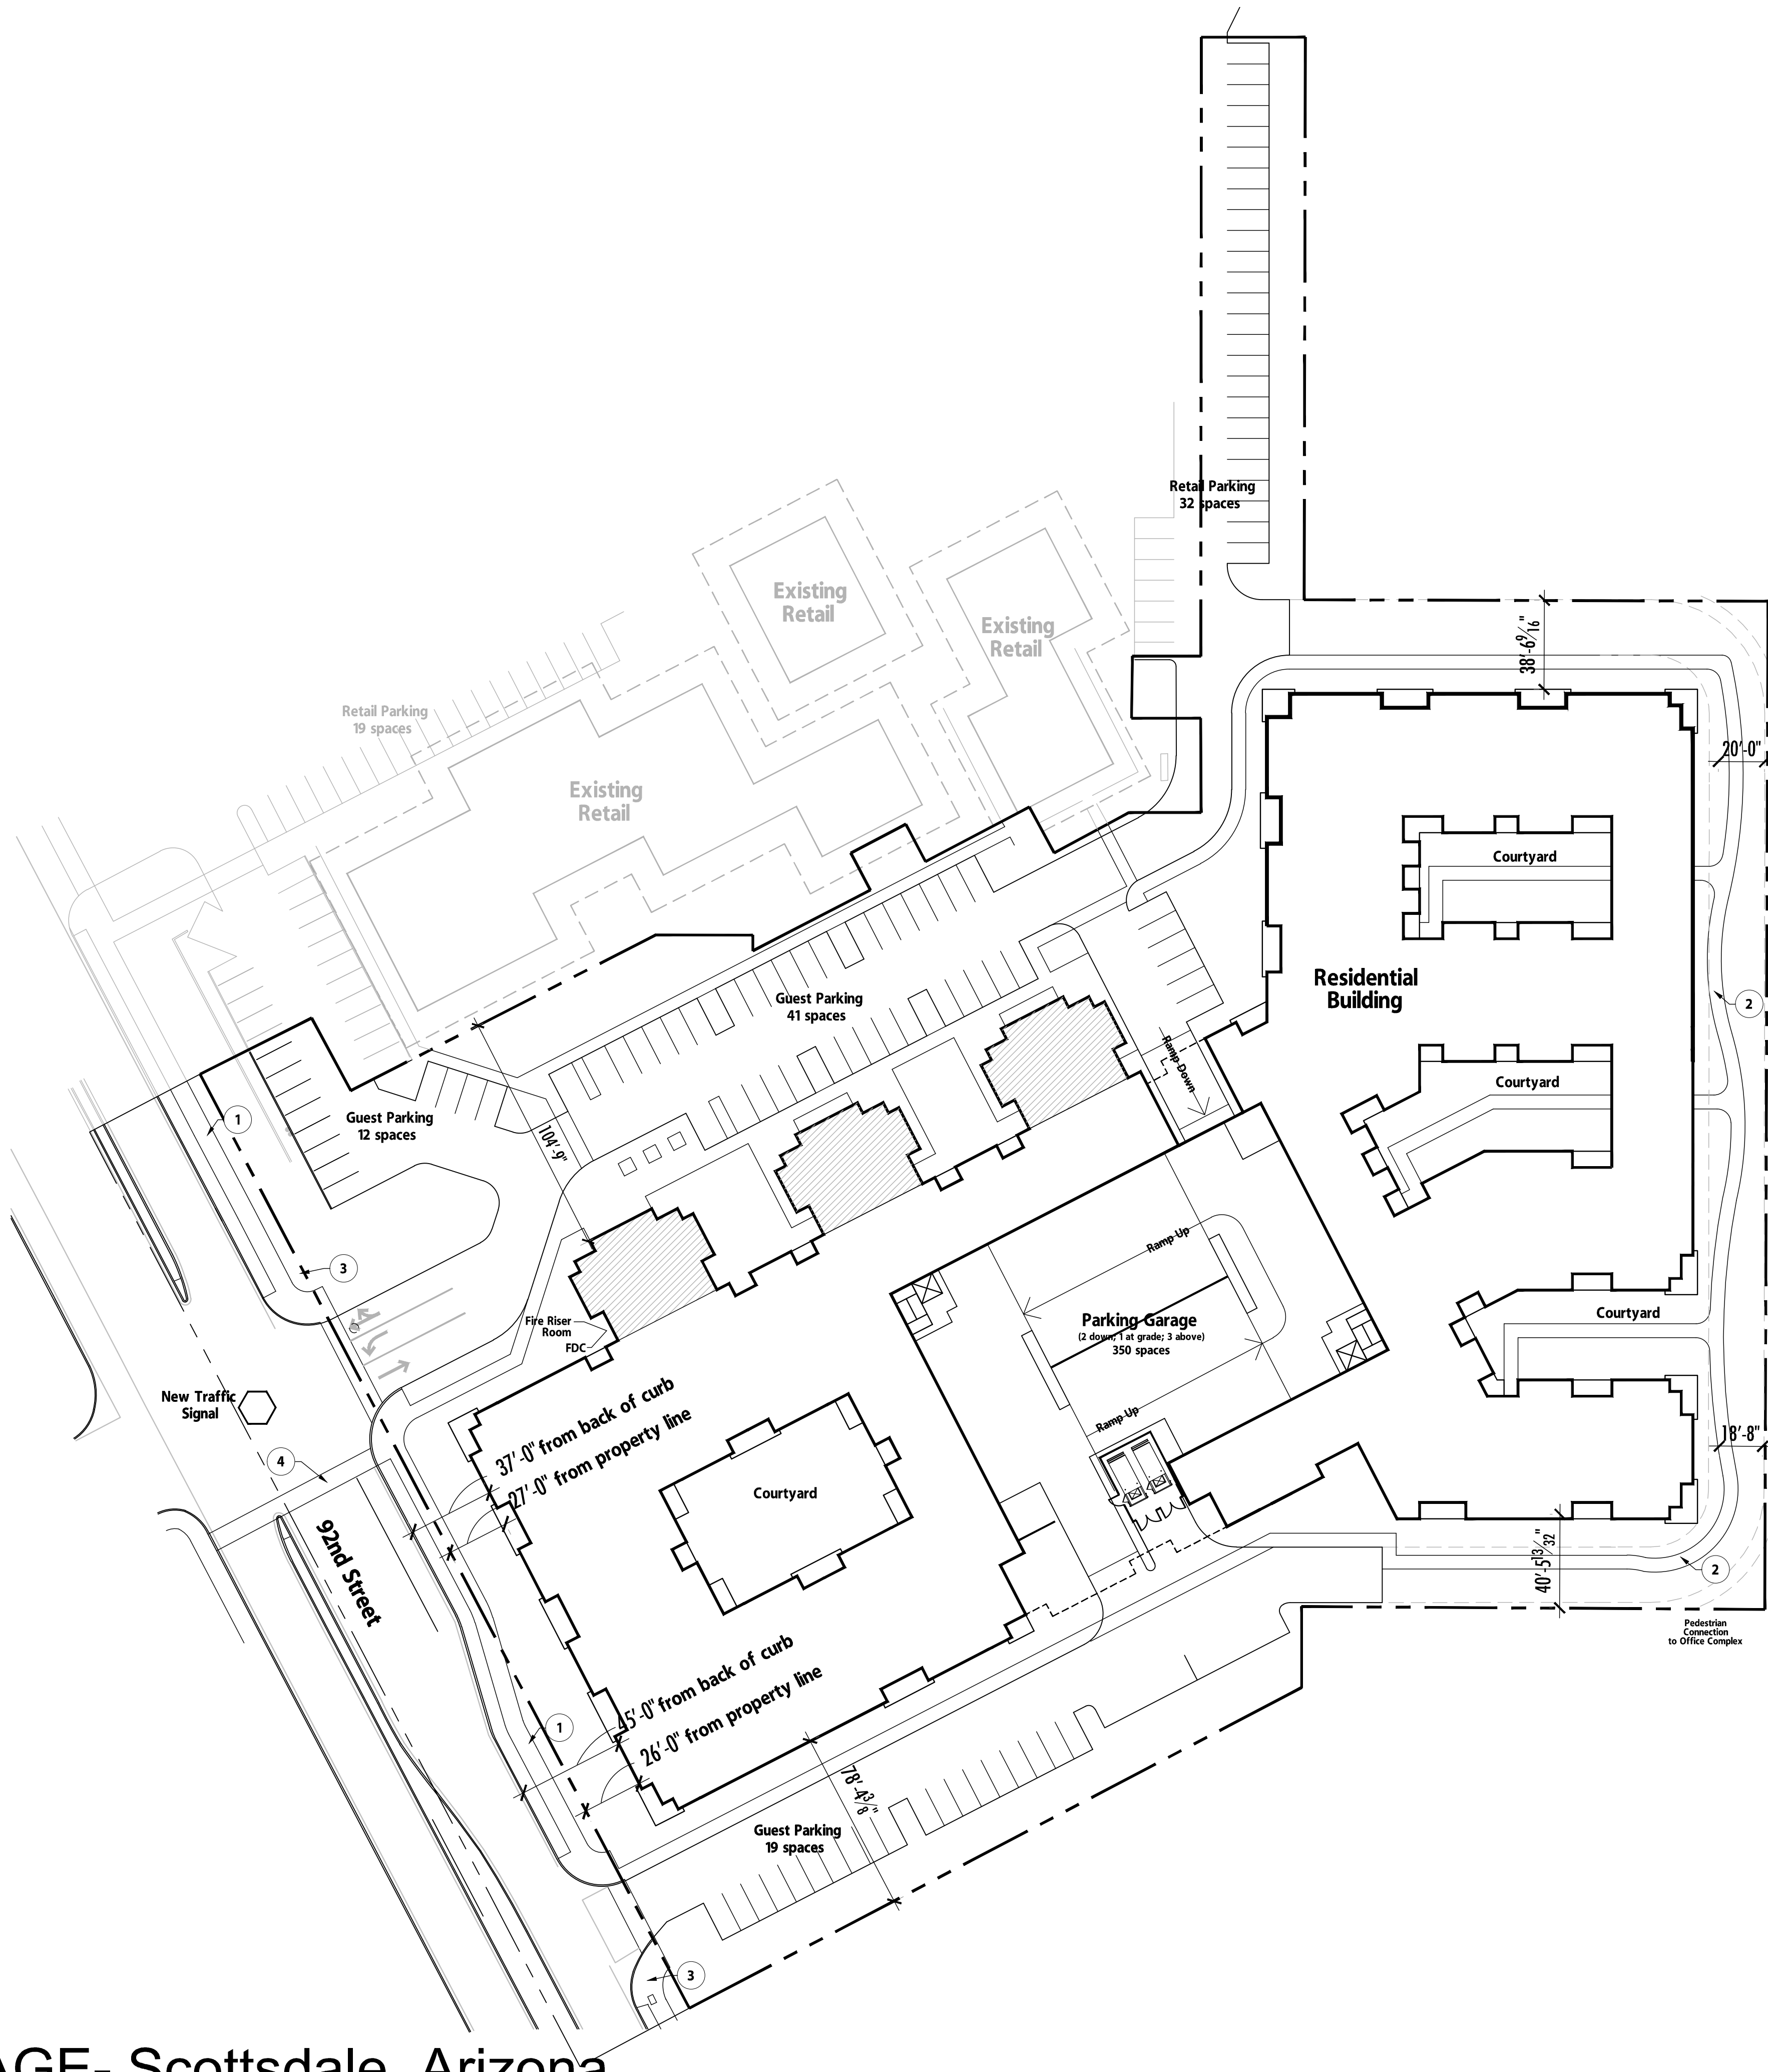 Retail Parking
32 spaces
Existing
Retail
Existing
Retail
38'-6 9/16"
Retail Parking
19 spaces
20'-0"
Existing
Retail
Courtyard
Residential
Building
Guest Parking
41 spaces
2
Ramp Down
Courtyard
1
Guest Parking
12 spaces
104'-9"
Ramp Up
3
Courtyard
Fire Riser
Room
FDC
Parking Garage
(2 down; 1 at grade; 3 above)
350 spaces
New Traffic
Signal
37'-0" from back of curb
27'-0" from property line
Ramp Up
18'-8"
4
Courtyard
92nd Street
40'-5 13/32"
2
Pedestrian
Connection
to Office Complex
45'-0" from back of curb
26'-0" from property line
1
78'-4 3/8"
Guest Parking
19 spaces
3
AGE- Scottsdale, Arizona